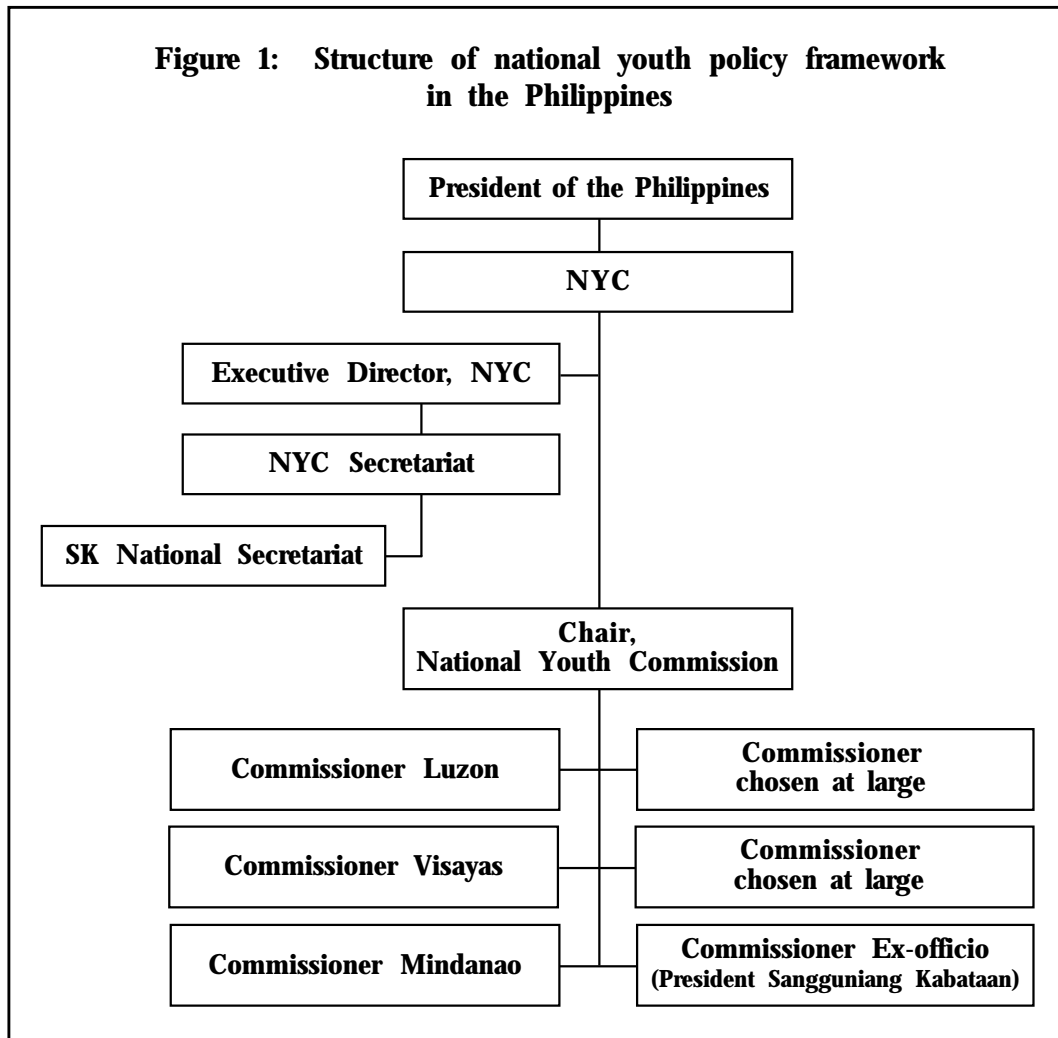 Figure 1: Structure of national youth policy framework
in the Philippines
President of the Philippines
NYC
Executive Director, NYC
NYC Secretariat
SK National Secretariat
Chair,
National Youth Commission
Commissioner Luzon
Commissioner
chosen at large
Commissioner Visayas
Commissioner
chosen at large
Commissioner Mindanao
Commissioner Ex-officio
(President Sangguniang Kabataan)